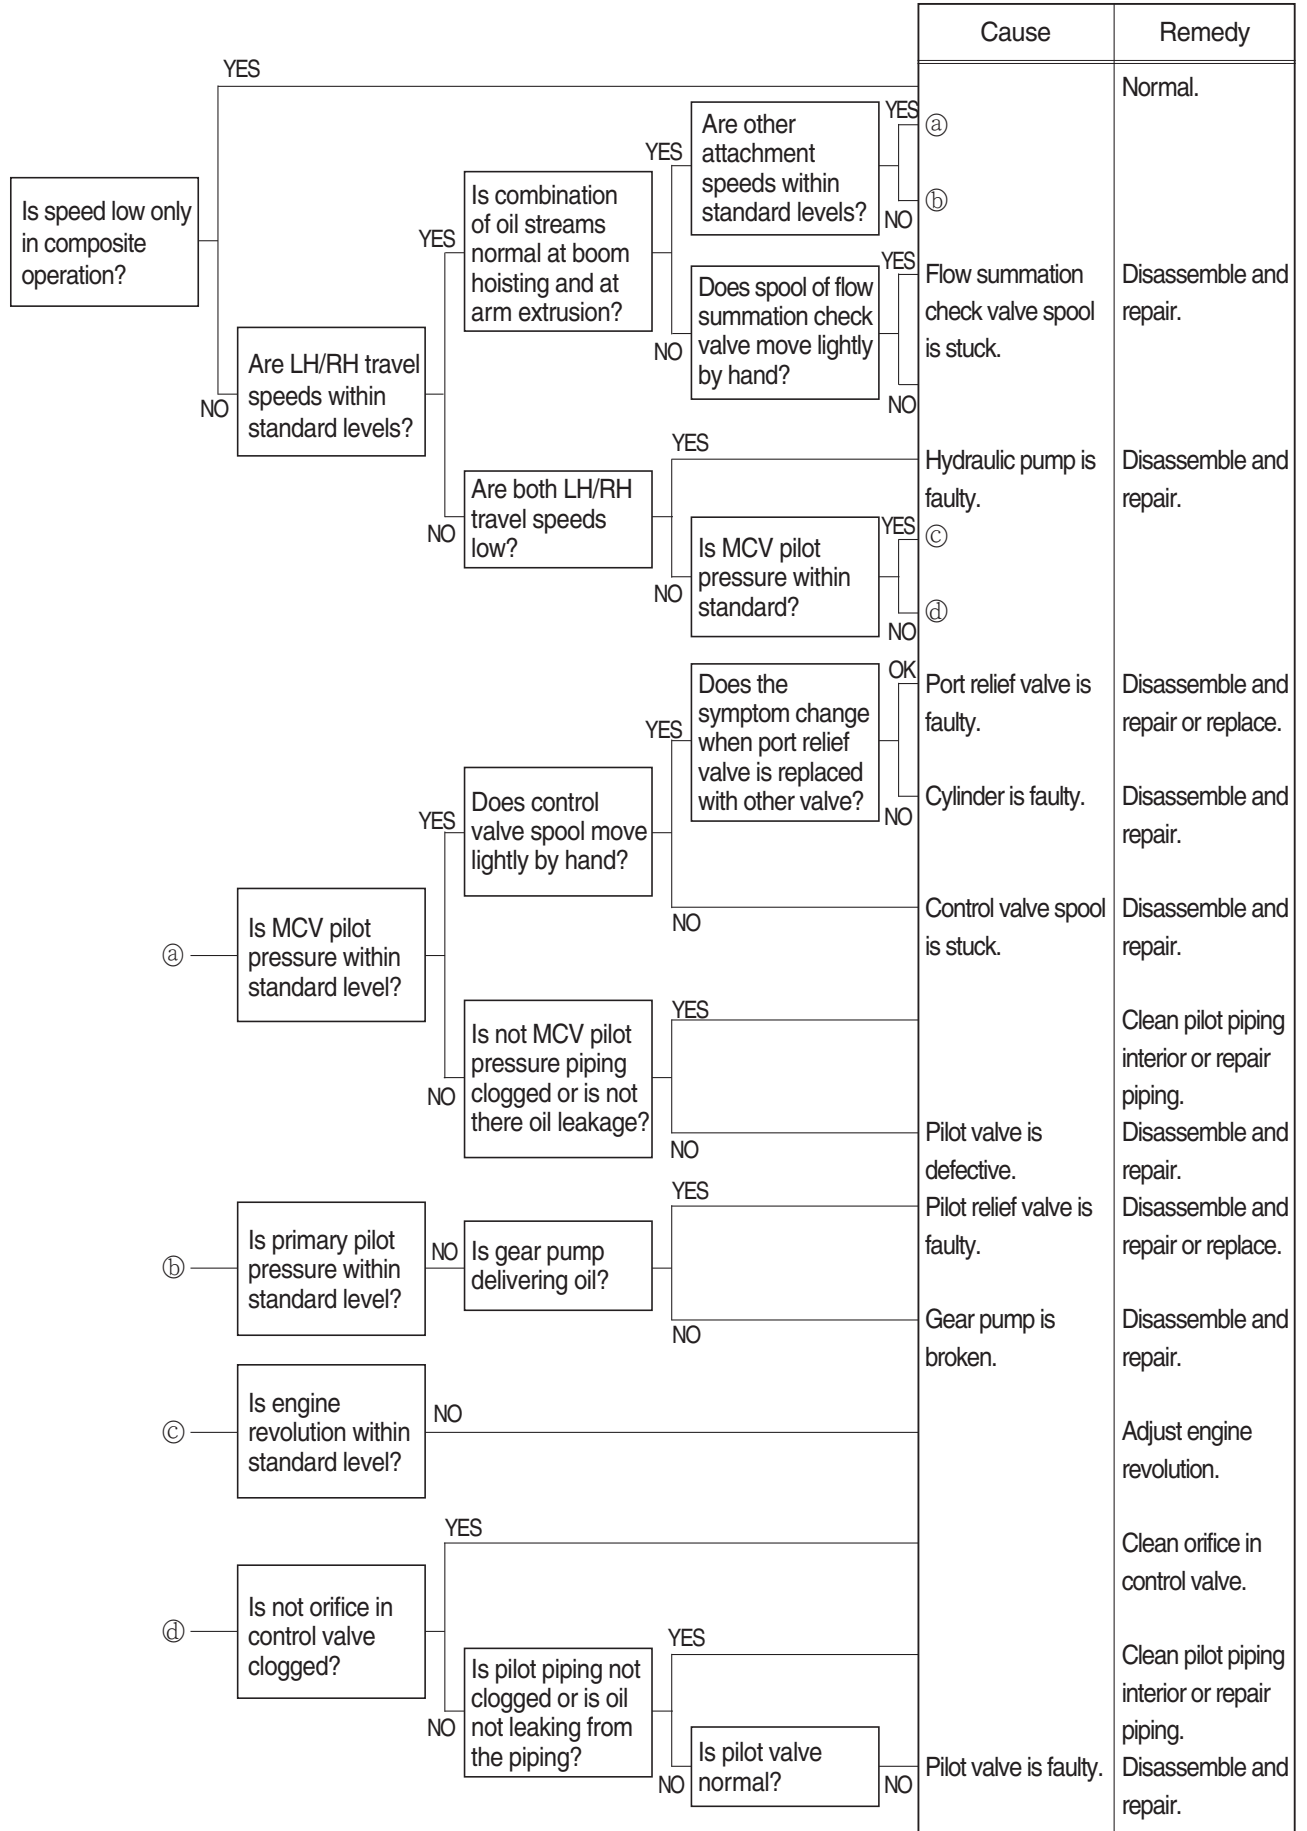 Cause
Remedy
YES
Normal.
Is speed low only
in composite
operation?
NO
Are LH/RH travel
speeds within
standard levels?
YES
Is combination
of oil streams
normal at boom
hoisting and at
arm extrusion?
YES
Are other
attachment
speeds within
standard levels?
YES
ⓐ
NO
ⓑ
NO
Does spool of flow
summation check
valve move lightly
by hand?
YES
Flow summation
check valve spool
is stuck.
Disassemble and
repair.
NO
NO
Are both LH/RH
travel speeds
low?
YES
Hydraulic pump is
faulty.
Disassemble and
repair.
NO
Is MCV pilot
pressure within
standard?
YES
ⓒ
NO
ⓓ
ⓐ
Is MCV pilot
pressure within
standard level?
YES
Does control
valve spool move
lightly by hand?
YES
Does the
symptom change
when port relief
valve is replaced
with other valve?
OK
Port relief valve is
faulty.
Disassemble and
repair or replace.
NO
Cylinder is faulty.
Disassemble and
repair.
NO
Control valve spool
is stuck.
Disassemble and
repair.
NO
Is not MCV pilot
pressure piping
clogged or is not
there oil leakage?
YES
Clean pilot piping
interior or repair
piping.
NO
Pilot valve is
defective.
Disassemble and
repair.
ⓑ
Is primary pilot
pressure within
standard level?
NO
Is gear pump
delivering oil?
YES
Pilot relief valve is
faulty.
Disassemble and
repair or replace.
NO
Gear pump is
broken.
Disassemble and
repair.
ⓒ
Is engine
revolution within
standard level?
NO
Adjust engine
revolution.
ⓓ
Is not orifice in
control valve
clogged?
YES
Clean orifice in
control valve.
NO
Is pilot piping not
clogged or is oil
not leaking from
the piping?
YES
Clean pilot piping
interior or repair
piping.
NO
Is pilot valve
normal?
NO
Pilot valve is faulty.
Disassemble and
repair.